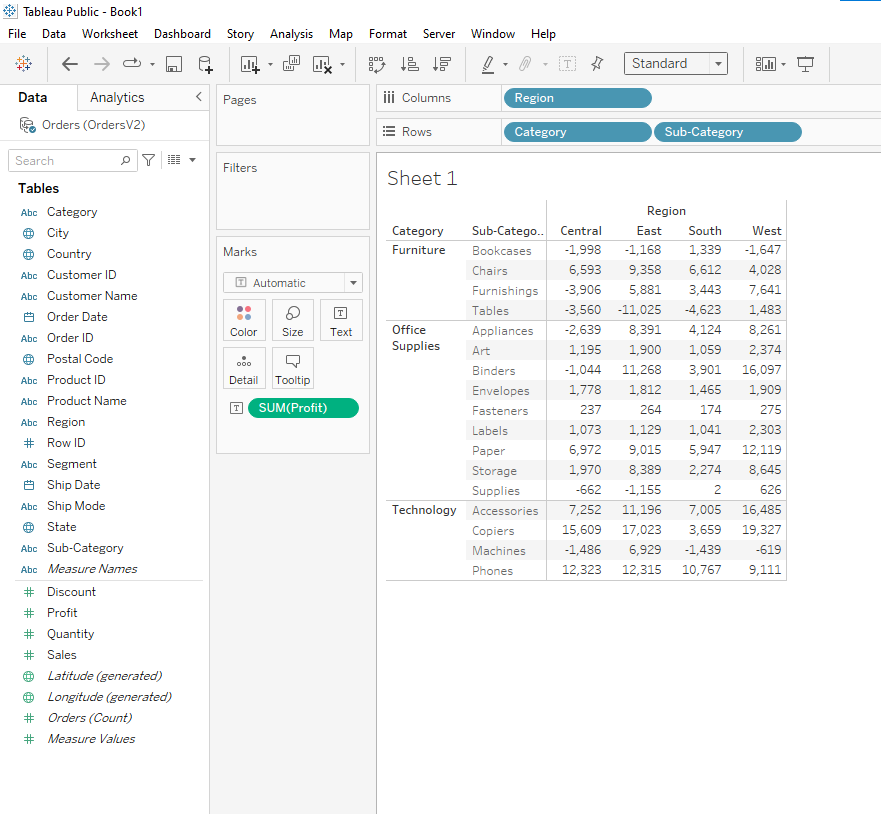 Tableau Public - Book1
File Data Worksheet Dashboard Story Analysis Map Format Server Window Help
Standard
Data Analytics
Orders (OrdersV2)
Search
Tables
Abc Category
City
Country
Abc Customer ID
Abc Customer Name
Order Date
Abc Order ID
Postal Code
Abc Product ID
Abc Product Name
Abc Region
# Row ID
Abc Segment
Ship Date
Abc Ship Mode
State
Abc Sub-Category
Abc Measure Names
# Discount
# Profit
# Quantity
# Sales
Latitude (generated)
Longitude (generated)
# Orders (Count)
# Measure Values
Pages
Filters
Marks
T Automatic
Color Size Text
Detail Tooltip
T SUM(Profit)
Columns Region
Rows Category Sub-Category
Sheet 1
Region
Category Sub-Catego.. Central East South West
Furniture Bookcases -1,998 -1,168 1,339 -1,647
Chairs 6,593 9,358 6,612 4,028
Furnishings -3,906 5,881 3,443 7,641
Tables -3,560 -11,025 -4,623 1,483
Office Supplies Appliances -2,639 8,391 4,124 8,261
Art 1,195 1,900 1,059 2,374
Binders -1,044 11,268 3,901 16,097
Envelopes 1,778 1,812 1,465 1,909
Fasteners 237 264 174 275
Labels 1,073 1,129 1,041 2,303
Paper 6,972 9,015 5,947 12,119
Storage 1,970 8,389 2,274 8,645
Supplies -662 -1,155 2 626
Technology Accessories 7,252 11,196 7,005 16,485
Copiers 15,609 17,023 3,659 19,327
Machines -1,486 6,929 -1,439 -619
Phones 12,323 12,315 10,767 9,111